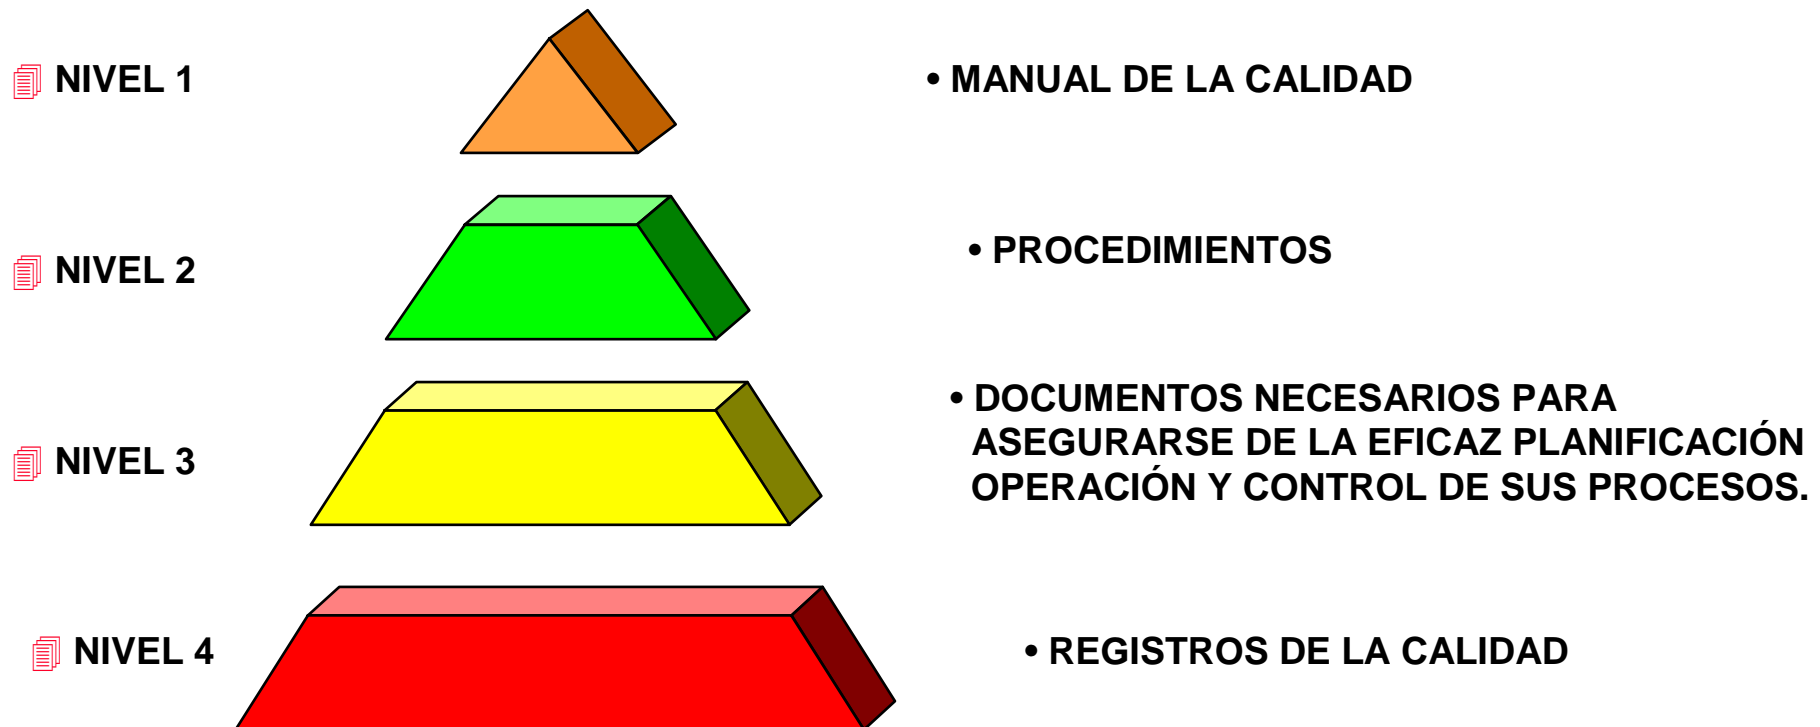 NIVEL 1
• MANUAL DE LA CALIDAD
NIVEL 2
• PROCEDIMIENTOS
NIVEL 3
• DOCUMENTOS NECESARIOS PARA
ASEGURARSE DE LA EFICAZ PLANIFICACIÓN
OPERACIÓN Y CONTROL DE SUS PROCESOS.
NIVEL 4
• REGISTROS DE LA CALIDAD